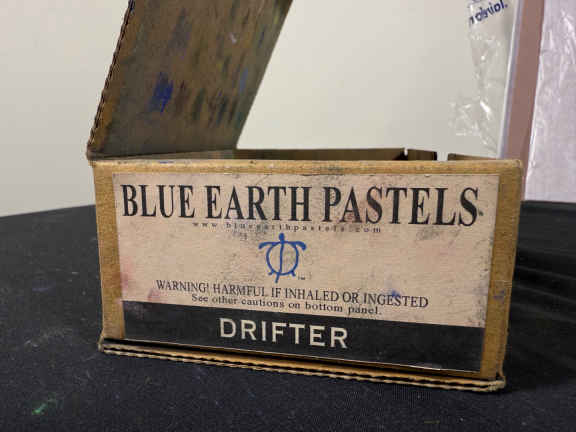 BLUE EARTH PASTELS
www.blueearthpastels.com
™
WARNING! HARMFUL IF INHALED OR INGESTED
See other cautions on bottom panel.
DRIFTER